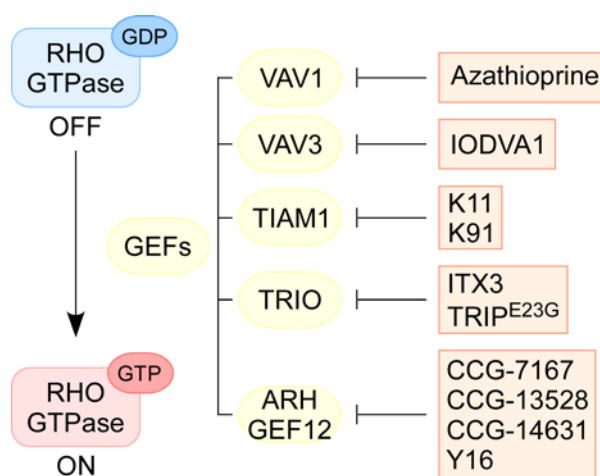 RHO
GTPase
GDP
OFF
GEFs
RHO
GTPase
GTP
ON
VAV1
Azathioprine
VAV3
IODVA1
TIAM1
K11
K91
TRIO
ITX3
TRIPE23G
ARH
GEF12
CCG-7167
CCG-13528
CCG-14631
Y16